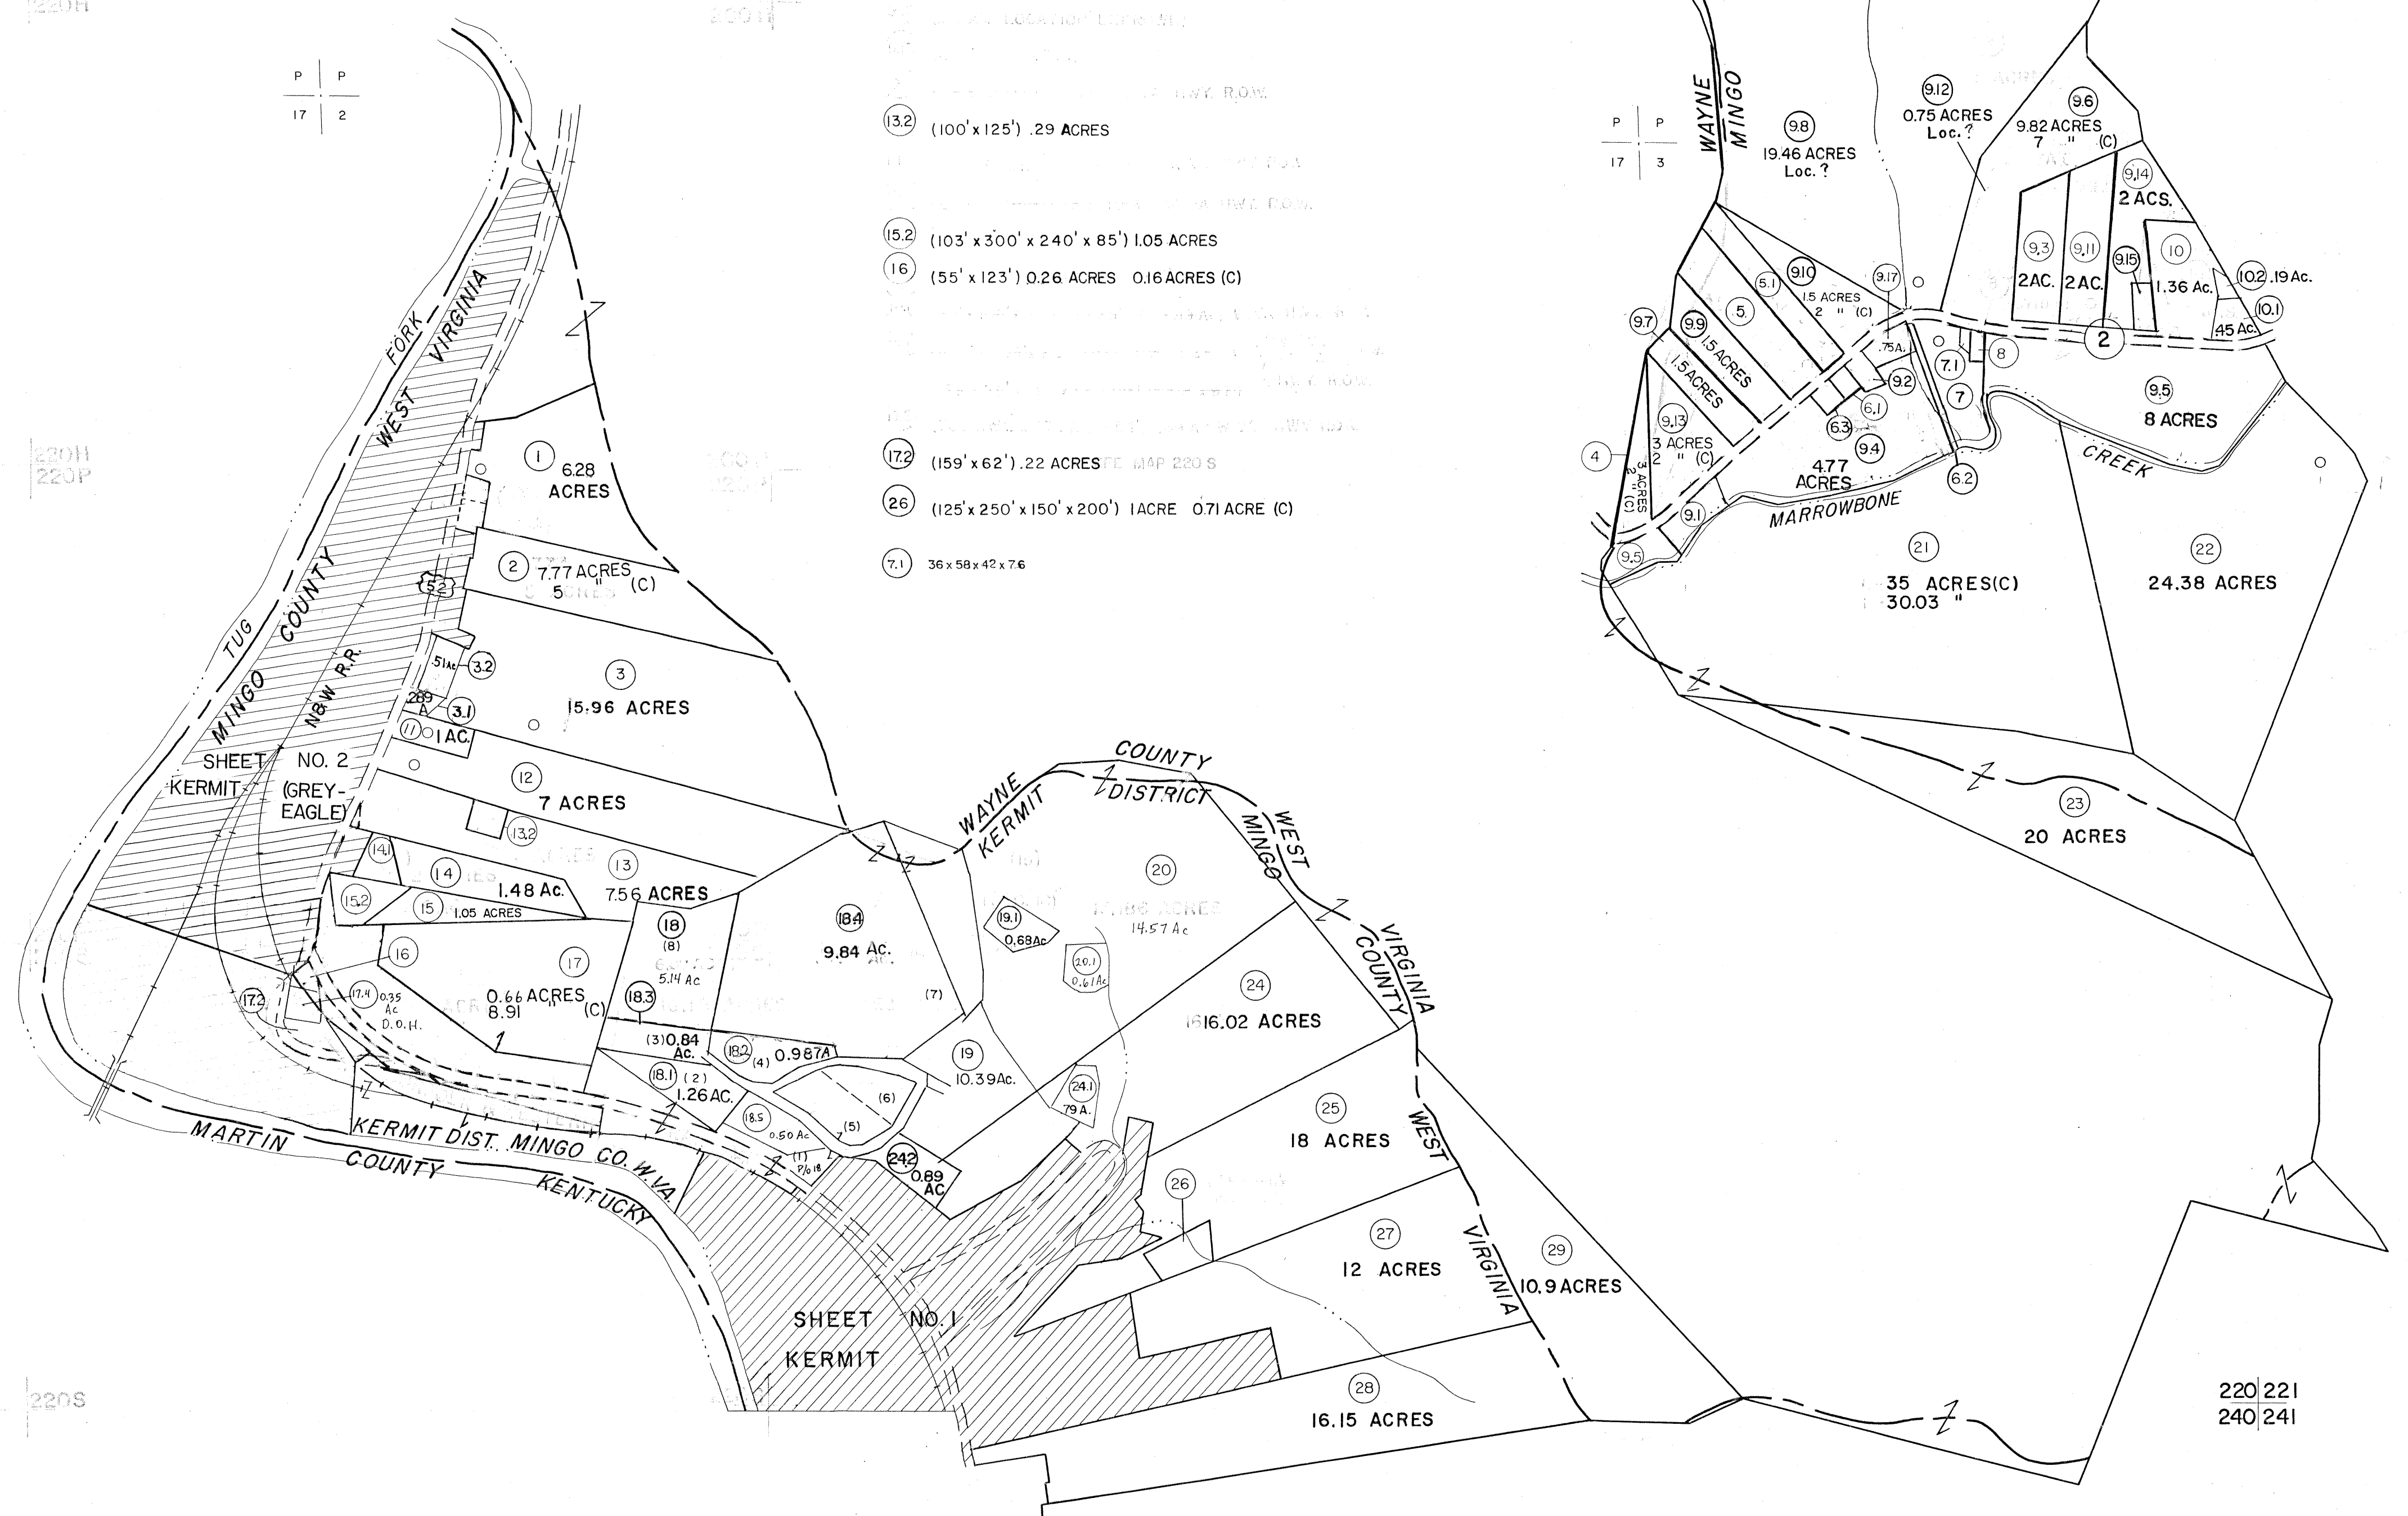 220H
P P
17 2
(13.2) (100' x 125') .29 ACRES
(15.2) (103' x 300' x 240' x 85') 1.05 ACRES
(16) (55' x 123') 0.26 ACRES 0.16 ACRES (C)
(17.2) (159' x 62') .22 ACRES
SEE MAP 220 S
(26) (125' x 250' x 150' x 200') 1 ACRE 0.71 ACRE (C)
(7.1) 36 x 58 x 42 x 7.6
220H
220P
TUG FORK
WEST VIRGINIA
MINGO COUNTY
N&W R.R.
52
1
6.28
ACRES
2
7.77 ACRES
5 " (C)
3
15.96 ACRES
.51 Ac
3.2
.289
A
3.1
11
1 AC.
SHEET NO. 2
KERMIT (GREY-
EAGLE)
12
7 ACRES
13.2
13
7.56 ACRES
14.1
14
1.48 Ac.
15.2
15
1.05 ACRES
16
17
0.66 ACRES
8.91 " (C)
17.2
17.4
0.35
Ac
D.O.H.
18
(8)
5.14 Ac
18.3
(3) 0.84
Ac.
18.4
9.84 Ac.
(7)
18.2
(4)
0.987A
18.1
(2)
1.26 AC.
18.5
0.50 Ac
(1)
P/o 18
(5)
(6)
24.2
0.89
AC
19
10.39 Ac.
19.1
0.68Ac
20
14.57 Ac
20.1
0.61Ac
24
16.02 ACRES
24.1
.79 A.
25
18 ACRES
26
27
12 ACRES
28
16.15 ACRES
29
10.9 ACRES
WAYNE COUNTY
KERMIT DISTRICT
WEST VIRGINIA
MINGO COUNTY
WEST VIRGINIA
KERMIT DIST. MINGO CO. W. VA.
MARTIN COUNTY KENTUCKY
SHEET NO. 1
KERMIT
220S
WAYNE
MINGO
P P
17 3
9.8
19.46 ACRES
Loc. ?
9.12
0.75 ACRES
Loc. ?
9.6
9.82 ACRES
7 " (C)
9.14
2 ACS.
9.3
2AC.
9.11
2AC.
9.15
10
1.36 Ac.
10.2 .19 Ac.
10.1
.45 Ac.
2
9.17
.75A.
9.10
1.5 ACRES
2 " (C)
5.1
5
9.9
1.5 ACRES
9.7
1.5 ACRES
9.13
3 ACRES
2 " (C)
4
3 ACRES
2 " (C)
9.1
9.5
9.2
6.1
6.3
9.4
4.77
ACRES
6.2
7.1
7
8
9.5
8 ACRES
MARROWBONE CREEK
21
35 ACRES(C)
30.03 "
22
24.38 ACRES
23
20 ACRES
220 221
240 241